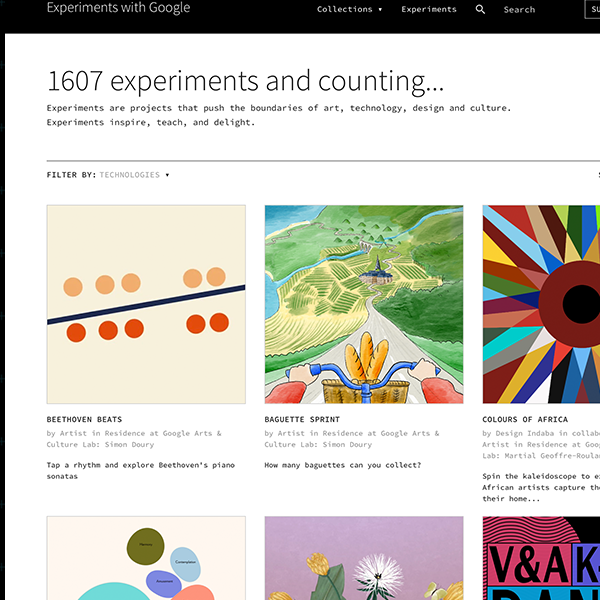 Experiments with Google
Collections ▾
Experiments
Search
SU
1607 experiments and counting...
Experiments are projects that push the boundaries of art, technology, design and culture.
Experiments inspire, teach, and delight.
FILTER BY: TECHNOLOGIES ▾
BEETHOVEN BEATS
by Artist in Residence at Google Arts &
Culture Lab: Simon Doury
Tap a rhythm and explore Beethoven's piano
sonatas
BAGUETTE SPRINT
by Artist in Residence at Google Arts &
Culture Lab: Simon Doury
How many baguettes can you collect?
COLOURS OF AFRICA
by Design Indaba in collab
Artist in Residence at Goo
Lab: Martial Geoffre-Roula
Spin the kaleidoscope to e
African artists capture th
their home...
Contemplation
V&AK
DAN